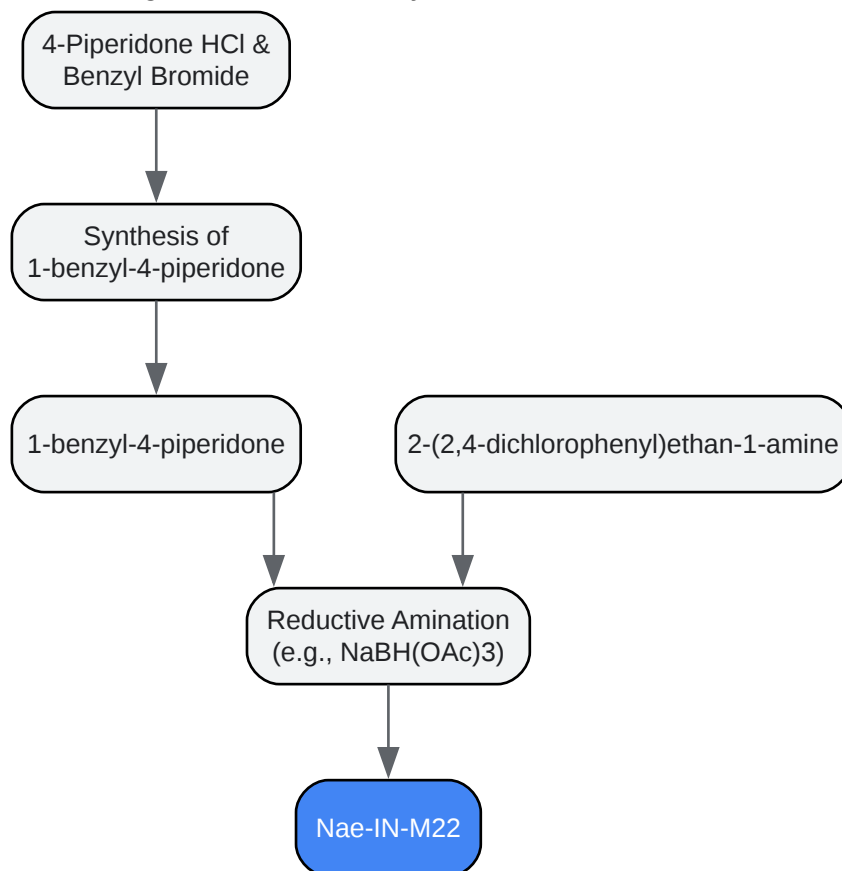 4-Piperidone HCl &
Benzyl Bromide
Synthesis of
1-benzyl-4-piperidone
1-benzyl-4-piperidone
2-(2,4-dichlorophenyl)ethan-1-amine
Reductive Amination
(e.g., NaBH(OAc)3)
Nae-IN-M22